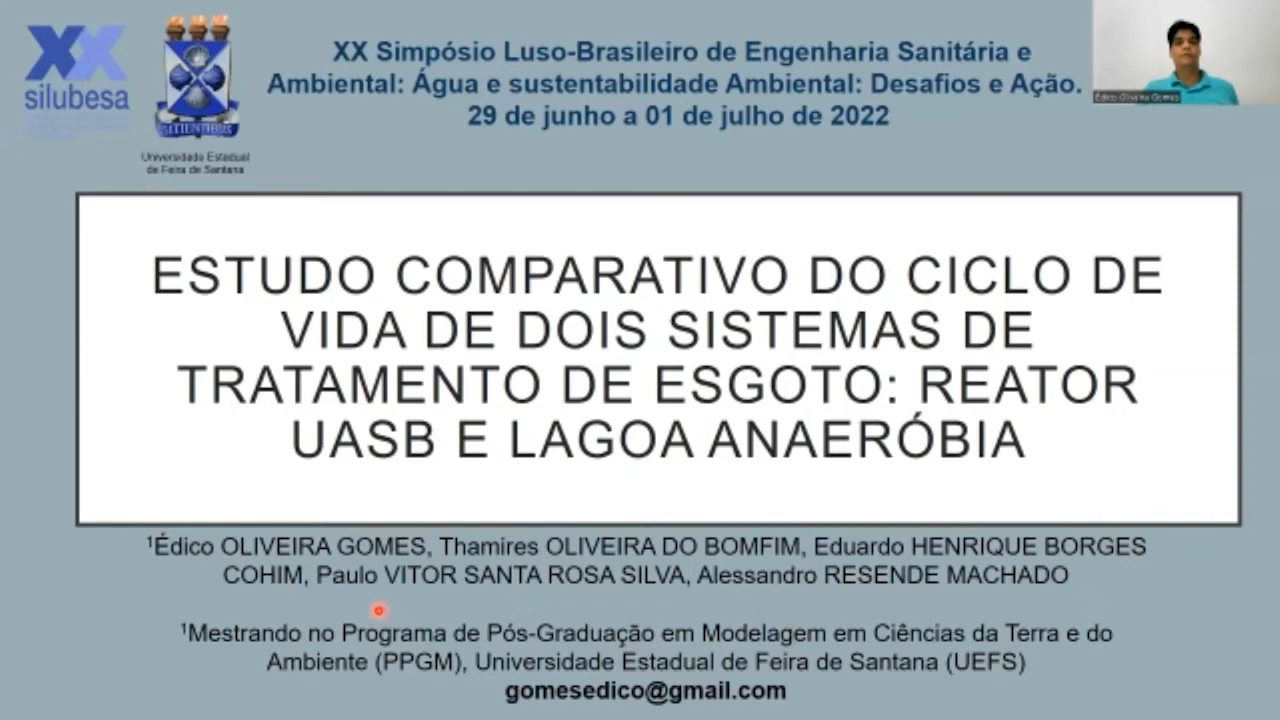 XX Simpósio Luso-Brasileiro de Engenharia Sanitária e
Ambiental: Água e sustentabilidade Ambiental: Desafios e Ação.
29 de junho a 01 de julho de 2022
XX
silubesa
SITIENTIBUS
Universidade Estadual
de Feira de Santana
Édico Oliveira Gomes
ESTUDO COMPARATIVO DO CICLO DE
VIDA DE DOIS SISTEMAS DE
TRATAMENTO DE ESGOTO: REATOR
UASB E LAGOA ANAERÓBIA
¹Édico OLIVEIRA GOMES, Thamires OLIVEIRA DO BOMFIM, Eduardo HENRIQUE BORGES
COHIM, Paulo VITOR SANTA ROSA SILVA, Alessandro RESENDE MACHADO
¹Mestrando no Programa de Pós-Graduação em Modelagem em Ciências da Terra e do
Ambiente (PPGM), Universidade Estadual de Feira de Santana (UEFS)
gomesedico@gmail.com